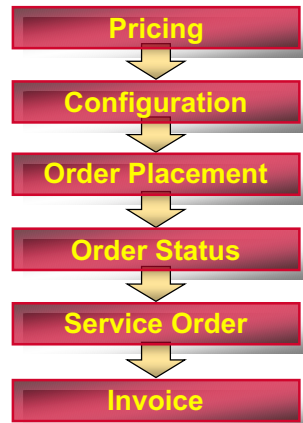 Pricing
Configuration
Order Placement
Order Status
Service Order
Invoice